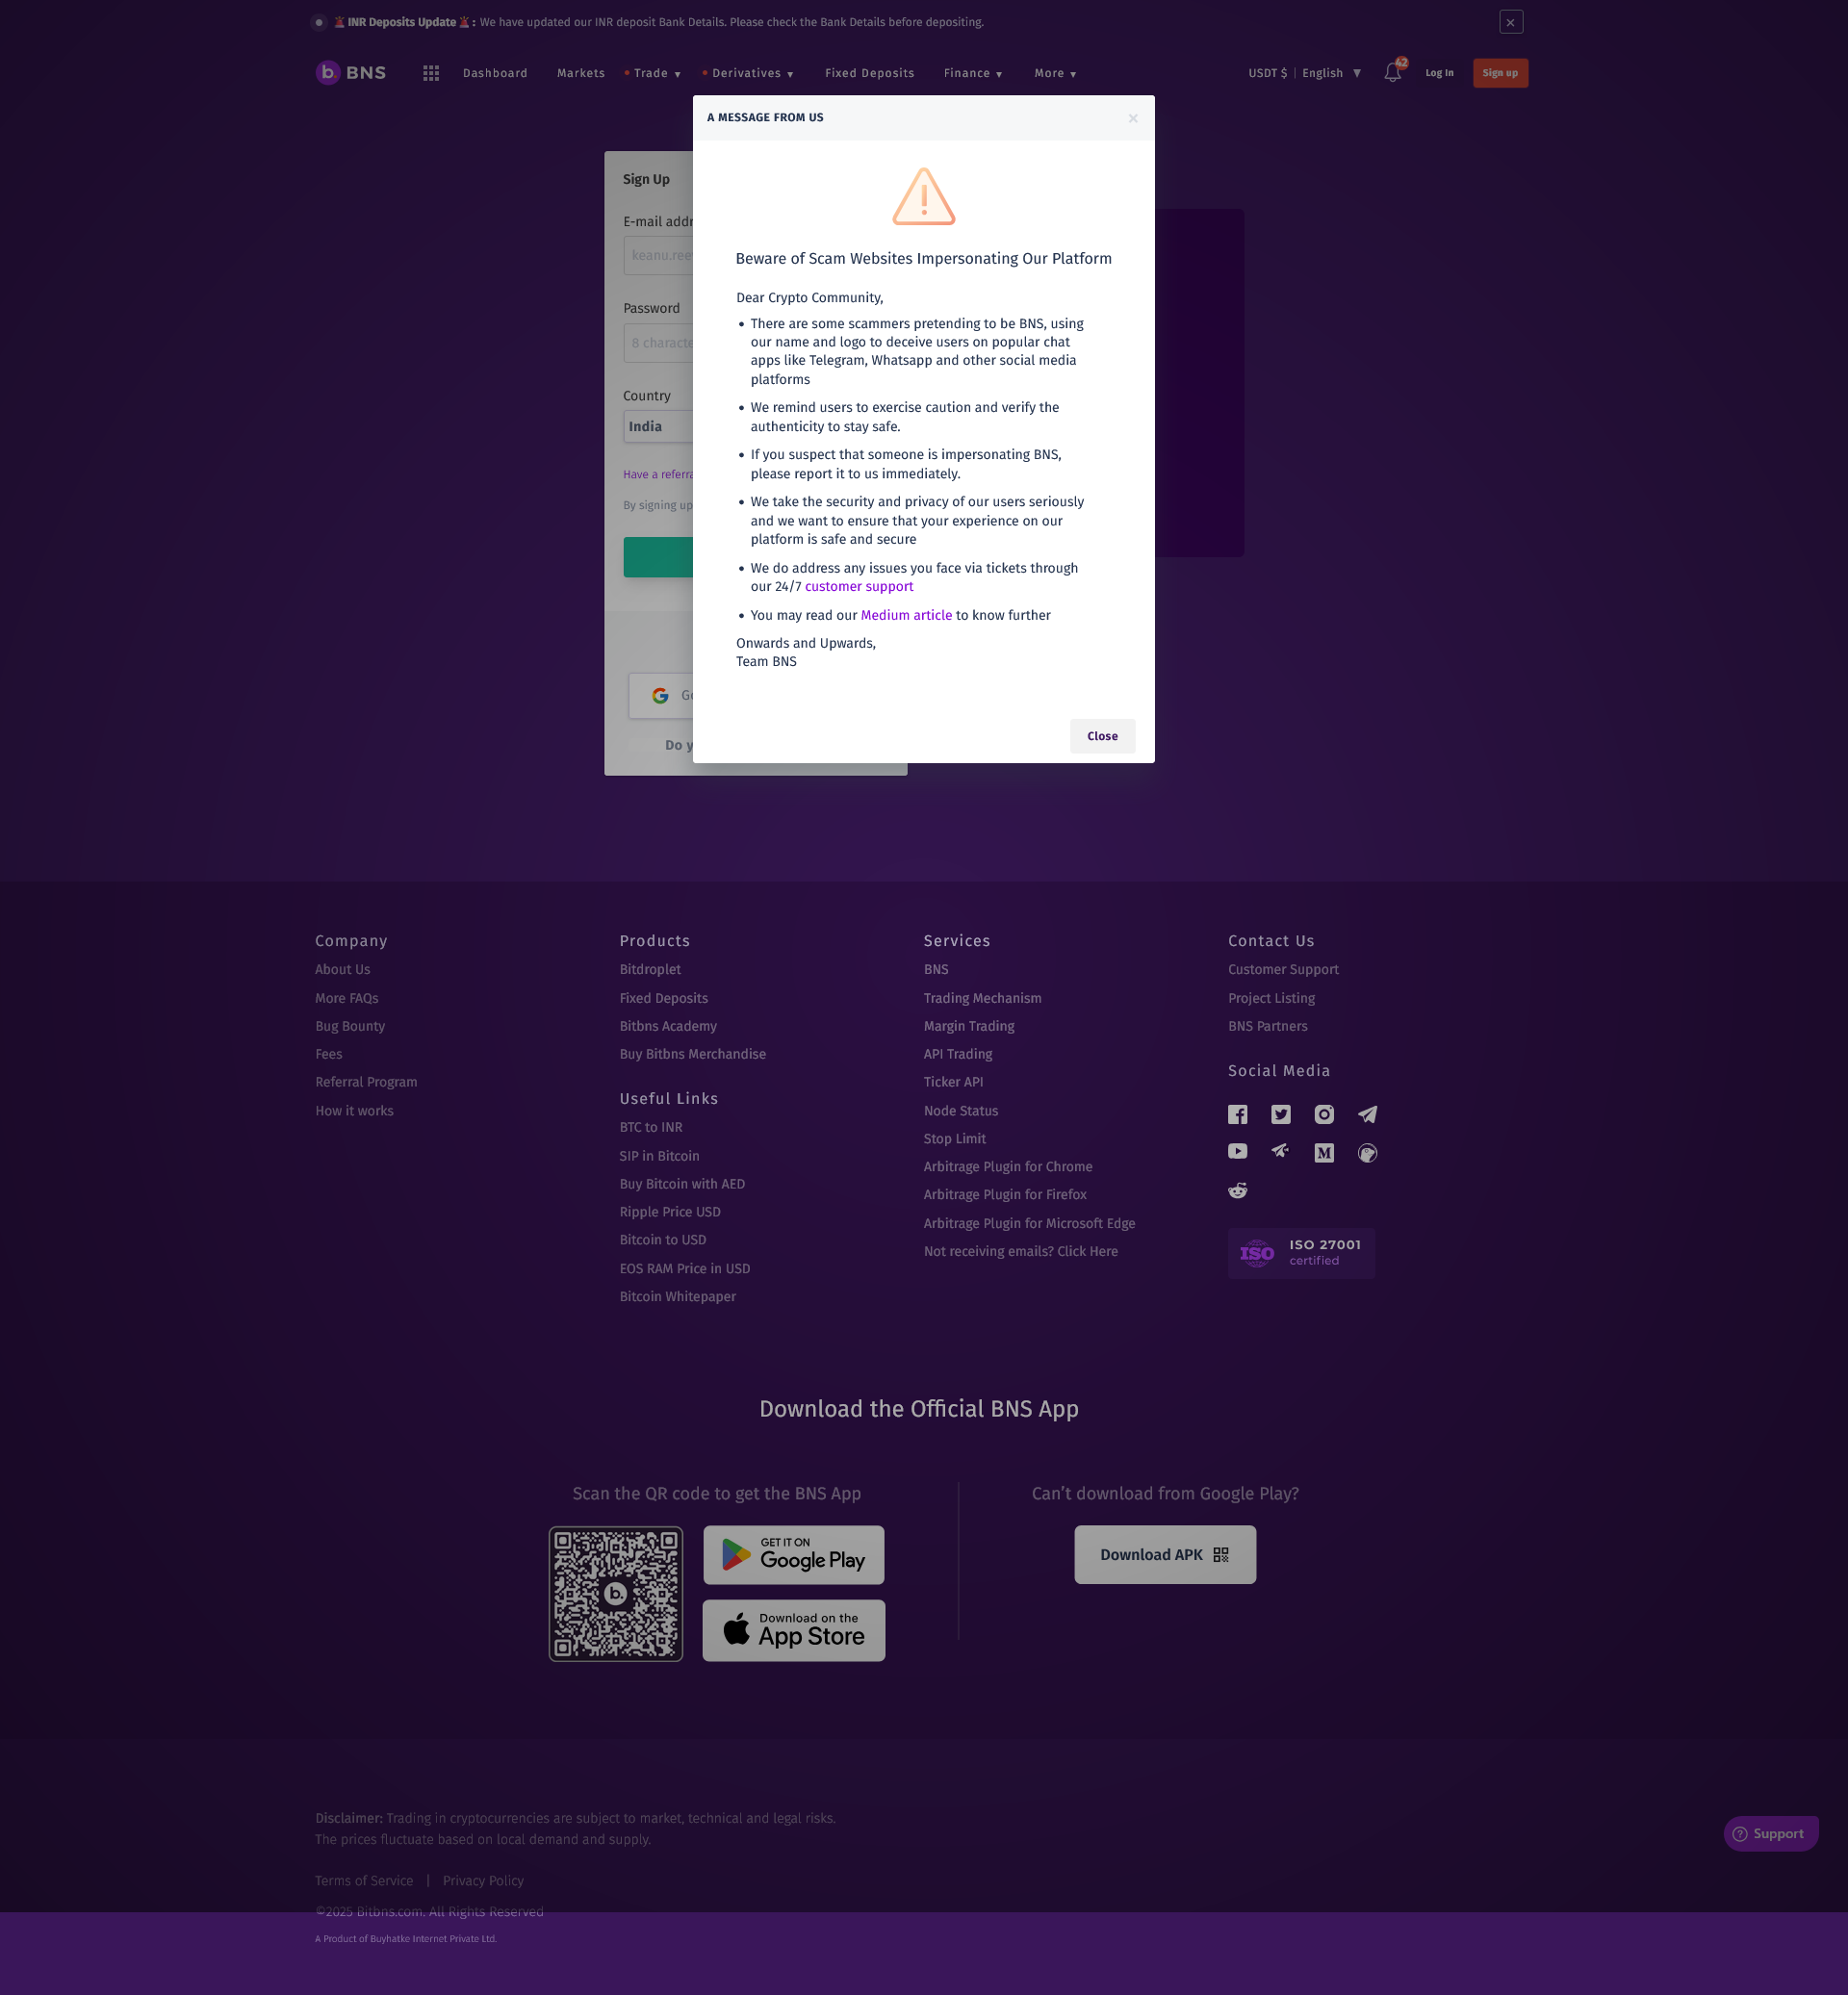 INR Deposits Update : We have updated our INR deposit Bank Details. Please check the Bank Details before depositing.
b. BNS
Dashboard Markets Trade ▼ Derivatives ▼ Fixed Deposits Finance ▼ More ▼
USDT $ | English ▼ 42 Log In Sign up
A MESSAGE FROM US ×
Beware of Scam Websites Impersonating Our Platform
Dear Crypto Community,
• There are some scammers pretending to be BNS, using
our name and logo to deceive users on popular chat
apps like Telegram, Whatsapp and other social media
platforms
• We remind users to exercise caution and verify the
authenticity to stay safe.
• If you suspect that someone is impersonating BNS,
please report it to us immediately.
• We take the security and privacy of our users seriously
and we want to ensure that your experience on our
platform is safe and secure
• We do address any issues you face via tickets through
our 24/7 customer support
• You may read our Medium article to know further
Onwards and Upwards,
Team BNS
Close
Sign Up
E-mail addr
keanu.ree
Password
8 characte
Country
India
Have a referra
By signing up
Go
Do y
Company
About Us
More FAQs
Bug Bounty
Fees
Referral Program
How it works
Products
Bitdroplet
Fixed Deposits
Bitbns Academy
Buy Bitbns Merchandise
Useful Links
BTC to INR
SIP in Bitcoin
Buy Bitcoin with AED
Ripple Price USD
Bitcoin to USD
EOS RAM Price in USD
Bitcoin Whitepaper
Services
BNS
Trading Mechanism
Margin Trading
API Trading
Ticker API
Node Status
Stop Limit
Arbitrage Plugin for Chrome
Arbitrage Plugin for Firefox
Arbitrage Plugin for Microsoft Edge
Not receiving emails? Click Here
Contact Us
Customer Support
Project Listing
BNS Partners
Social Media
ISO
ISO 27001
certified
Download the Official BNS App
Scan the QR code to get the BNS App
b.
GET IT ON
Google Play
Download on the
App Store
Can't download from Google Play?
Download APK
Disclaimer: Trading in cryptocurrencies are subject to market, technical and legal risks.
The prices fluctuate based on local demand and supply.
Support
Terms of Service | Privacy Policy
©2025 Bitbns.com. All Rights Reserved
A Product of Buyhatke Internet Private Ltd.